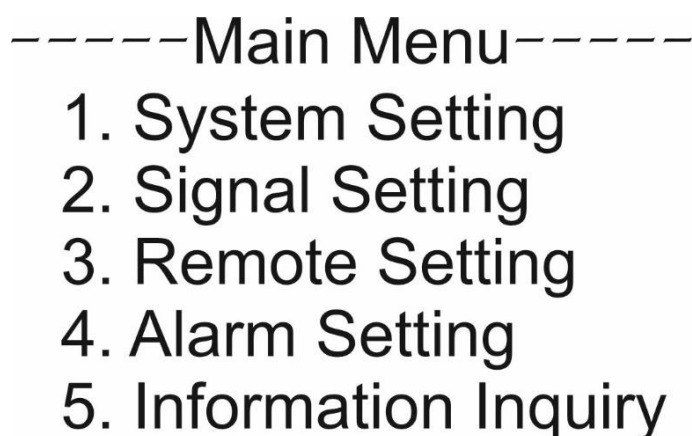 -----Main Menu-----
1. System Setting
2. Signal Setting
3. Remote Setting
4. Alarm Setting
5. Information Inquiry